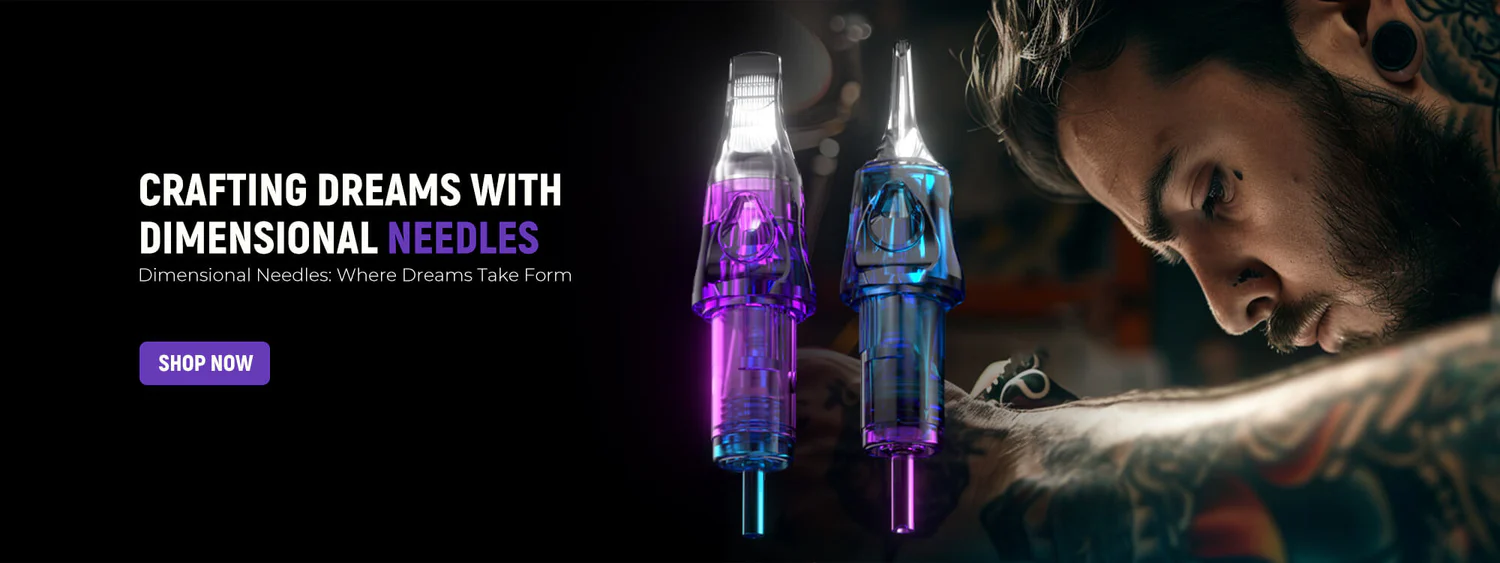 CRAFTING DREAMS WITH
DIMENSIONAL NEEDLES
Dimensional Needles: Where Dreams Take Form
SHOP NOW